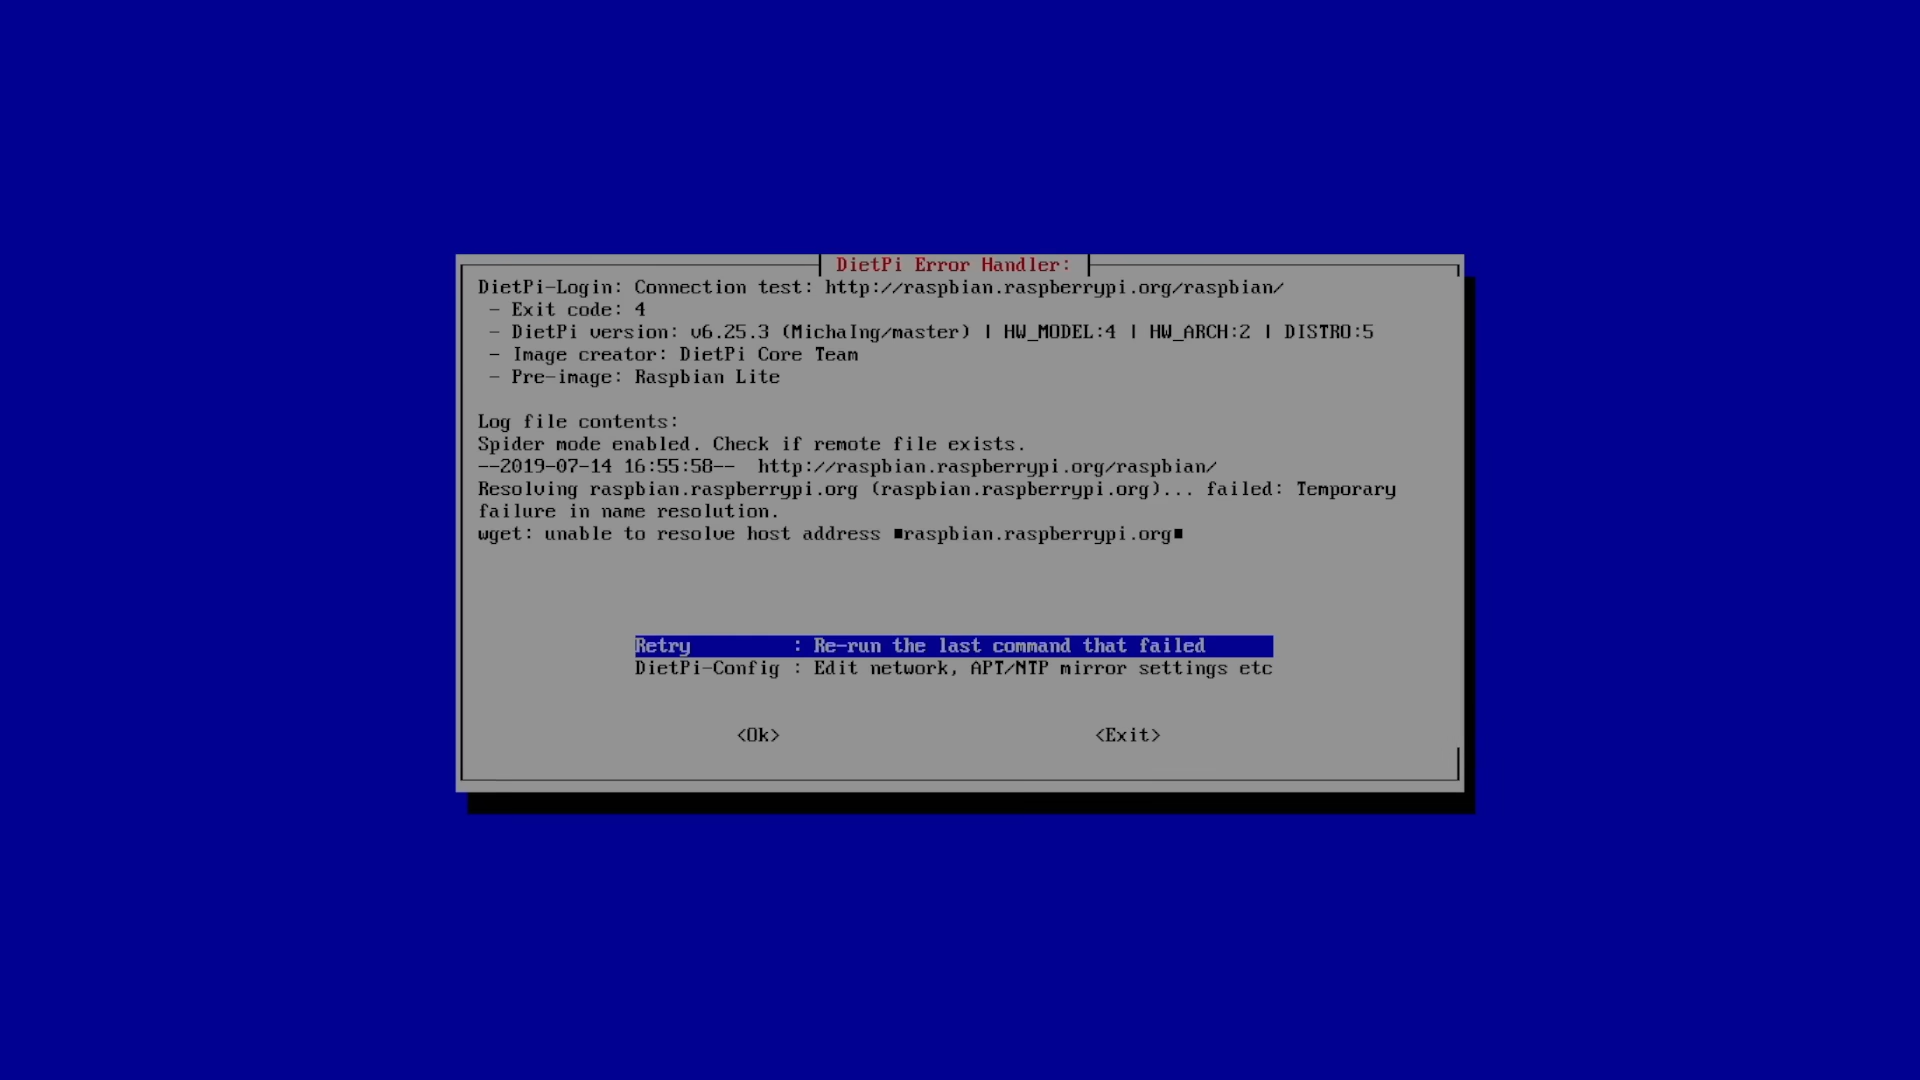 DietPi Error Handler:
DietPi-Login: Connection test: http://raspbian.raspberrypi.org/raspbian/
- Exit code: 4
- DietPi version: v6.25.3 (MichaIng/master) | HW_MODEL:4 | HW_ARCH:2 | DISTRO:5
- Image creator: DietPi Core Team
- Pre-image: Raspbian Lite
Log file contents:
Spider mode enabled. Check if remote file exists.
--2019-07-14 16:55:58--  http://raspbian.raspberrypi.org/raspbian/
Resolving raspbian.raspberrypi.org (raspbian.raspberrypi.org)... failed: Temporary
failure in name resolution.
wget: unable to resolve host address ■raspbian.raspberrypi.org■
Retry : Re-run the last command that failed
DietPi-Config : Edit network, APT/NTP mirror settings etc
<Ok> <Exit>